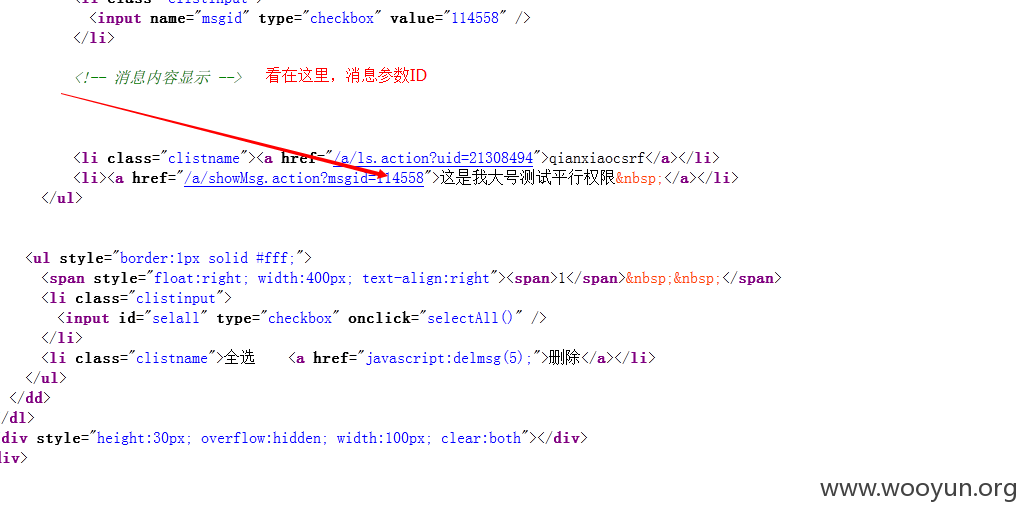 <li class="clistinput">
<input name="msgid" type="checkbox" value="114558" />
</li>
<!-- 消息内容显示 --> 看在这里，消息参数ID
<li class="clistname"><a href="/a/ls.action?uid=21308494">qianxiaocsrf</a></li>
<li><a href="/a/showMsg.action?msgid=114558">这是我大号测试平行权限&nbsp;</a></li>
</ul>
<ul style="border:1px solid #fff;">
<span style="float:right; width:400px; text-align:right"><span>1</span>&nbsp;&nbsp;</span>
<li class="clistinput">
<input id="selall" type="checkbox" onclick="selectAll()" />
</li>
<li class="clistname">全选 <a href="javascript:delmsg(5);">删除</a></li>
</ul>
</dd>
/dl>
div style="height:30px; overflow:hidden; width:100px; clear:both"></div>
div>
www.wooyun.org